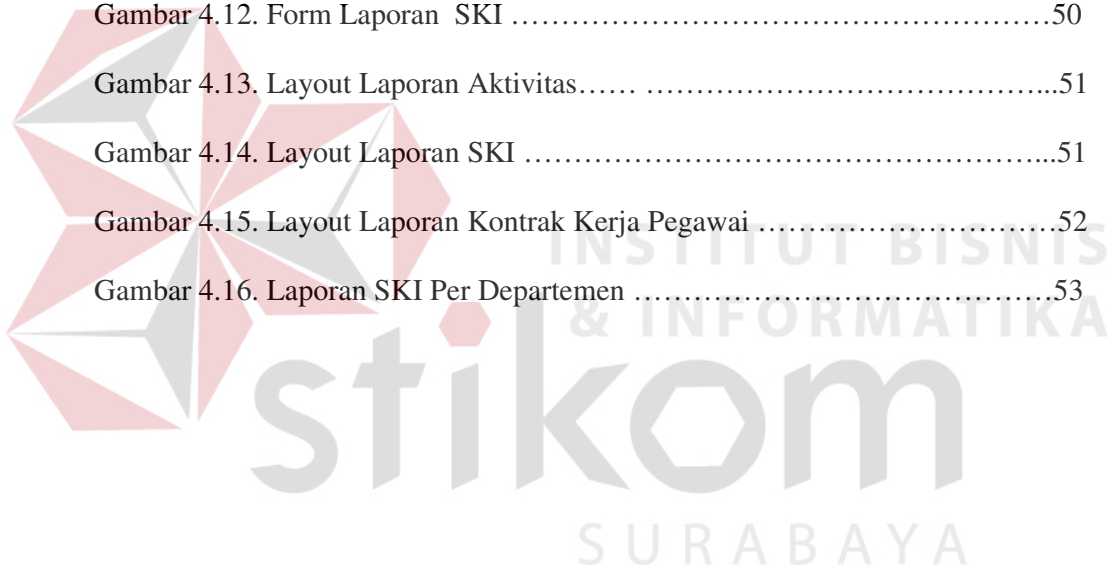 Gambar 4.12. Form Laporan  SKI ……………………………………………50
Gambar 4.13. Layout Laporan Aktivitas…… ………………………………...51
Gambar 4.14. Layout Laporan SKI …………………………………………...51
Gambar 4.15. Layout Laporan Kontrak Kerja Pegawai …………………………52
Gambar 4.16. Laporan SKI Per Departemen …………………………………53
INSTITUT BISNIS
& INFORMATIKA
stikom
SURABAYA